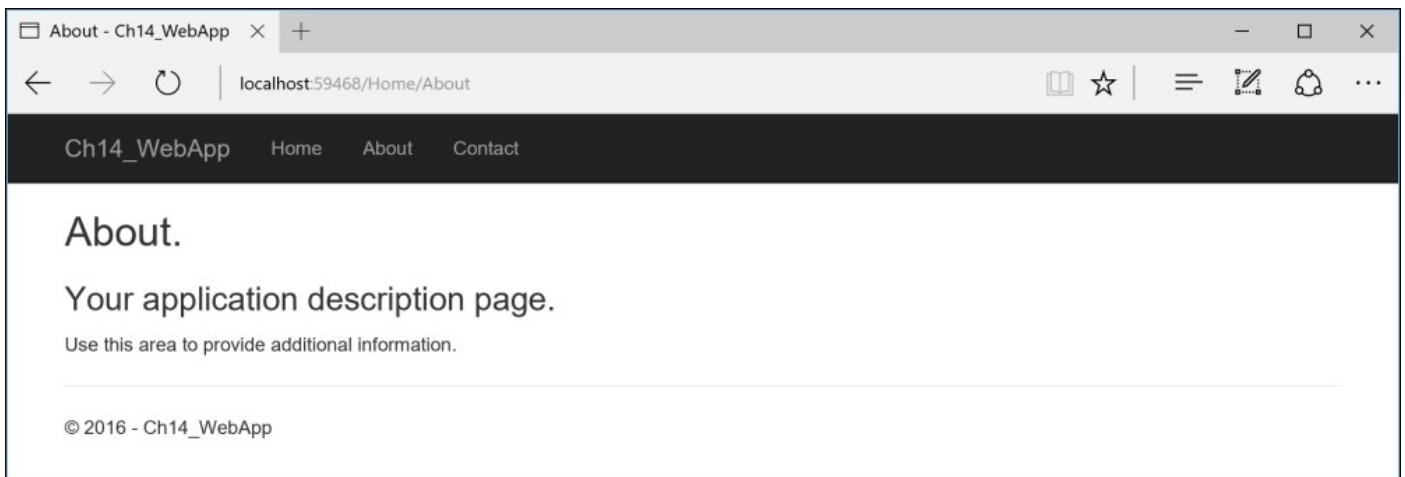 About - Ch14_WebApp
localhost:59468/Home/About
Ch14_WebApp Home About Contact
About.
Your application description page.
Use this area to provide additional information.
© 2016 - Ch14_WebApp